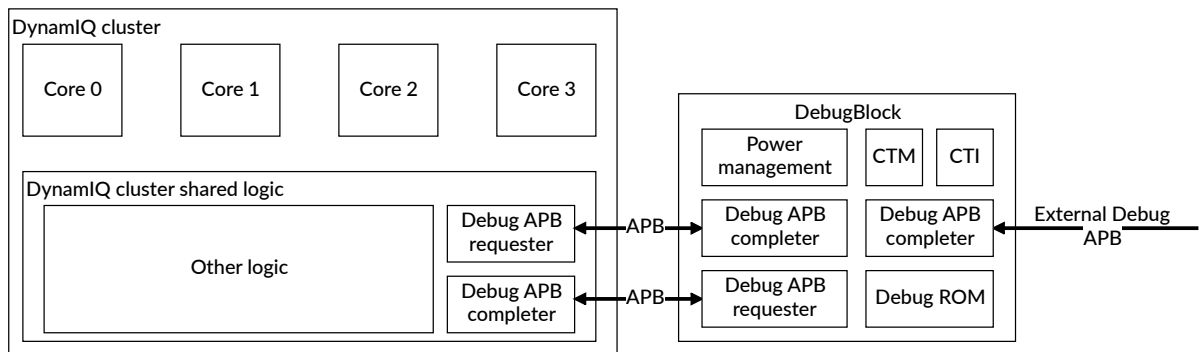 DynamIQ cluster
Core 0
Core 1
Core 2
Core 3
DynamIQ cluster shared logic
Other logic
Debug APB
requester
Debug APB
completer
APB
APB
DebugBlock
Power
management
CTM
CTI
Debug APB
completer
Debug APB
completer
Debug APB
requester
Debug ROM
External Debug
APB